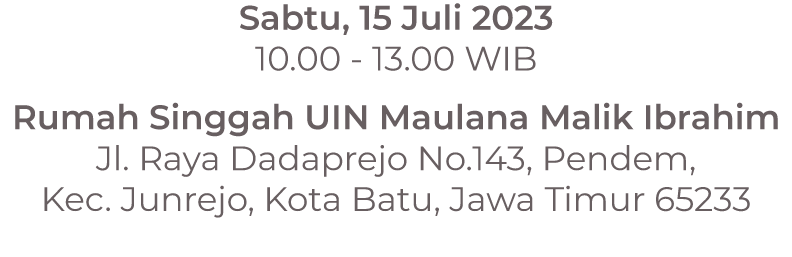 Sabtu, 15 Juli 2023
10.00 - 13.00 WIB
Rumah Singgah UIN Maulana Malik Ibrahim
Jl. Raya Dadaprejo No.143, Pendem,
Kec. Junrejo, Kota Batu, Jawa Timur 65233